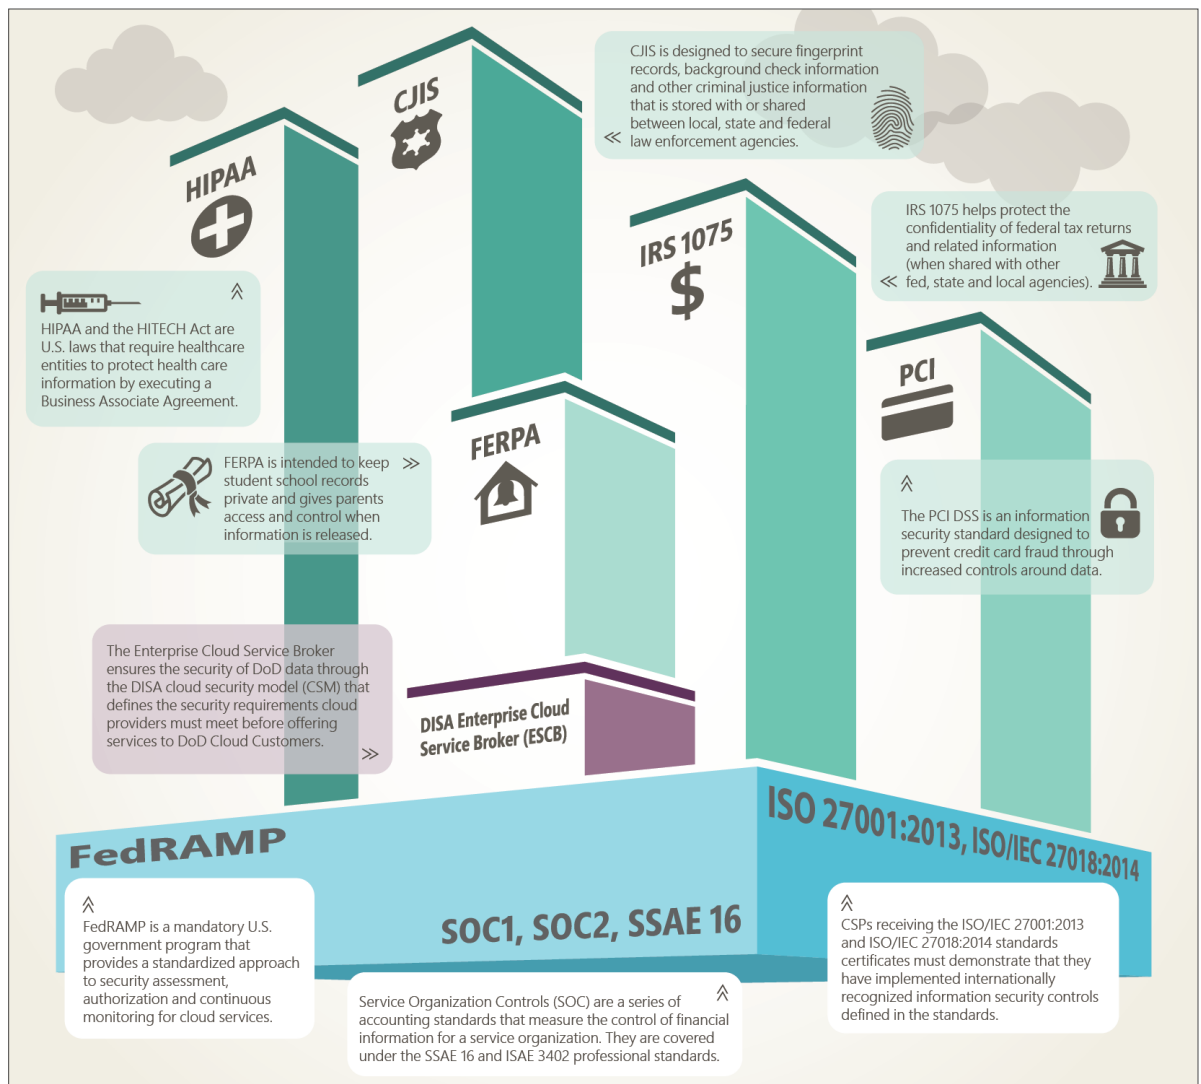 CJIS
CJIS is designed to secure fingerprint
records, background check information
and other criminal justice information
that is stored with or shared
between local, state and federal
law enforcement agencies.
HIPAA
HIPAA and the HITECH Act are
U.S. laws that require healthcare
entities to protect health care
information by executing a
Business Associate Agreement.
IRS 1075
$
IRS 1075 helps protect the
confidentiality of federal tax returns
and related information
(when shared with other
fed, state and local agencies).
PCI
The PCI DSS is an information
security standard designed to
prevent credit card fraud through
increased controls around data.
FERPA
FERPA is intended to keep
student school records
private and gives parents
access and control when
information is released.
The Enterprise Cloud Service Broker
ensures the security of DoD data through
the DISA cloud security model (CSM) that
defines the security requirements cloud
providers must meet before offering
services to DoD Cloud Customers.
DISA Enterprise Cloud
Service Broker (ESCB)
FedRAMP
FedRAMP is a mandatory U.S.
government program that
provides a standardized approach
to security assessment,
authorization and continuous
monitoring for cloud services.
SOC1, SOC2, SSAE 16
Service Organization Controls (SOC) are a series of
accounting standards that measure the control of financial
information for a service organization. They are covered
under the SSAE 16 and ISAE 3402 professional standards.
ISO 27001:2013, ISO/IEC 27018:2014
CSPs receiving the ISO/IEC 27001:2013
and ISO/IEC 27018:2014 standards
certificates must demonstrate that they
have implemented internationally
recognized information security controls
defined in the standards.